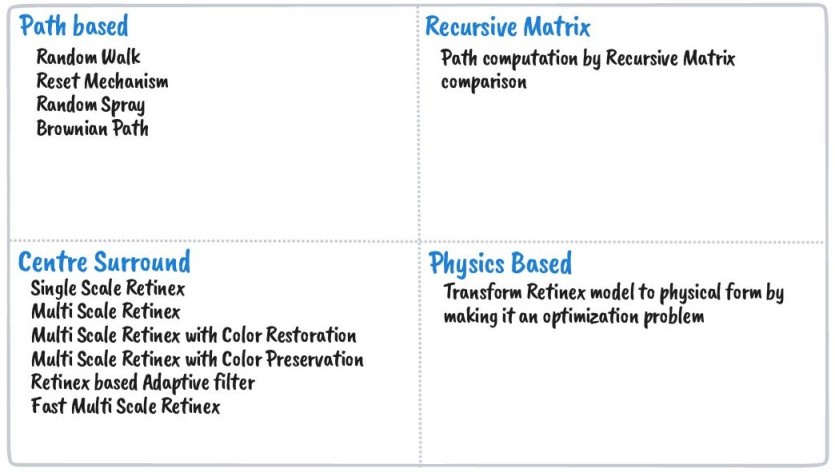 Path based
Random Walk
Reset Mechanism
Random Spray
Brownian Path
Recursive Matrix
Path computation by Recursive Matrix
comparison
Centre Surround
Single Scale Retinex
Multi Scale Retinex
Multi Scale Retinex with Color Restoration
Multi Scale Retinex with Color Preservation
Retinex based Adaptive filter
Fast Multi Scale Retinex
Physics Based
Transform Retinex model to physical form by
making it an optimization problem